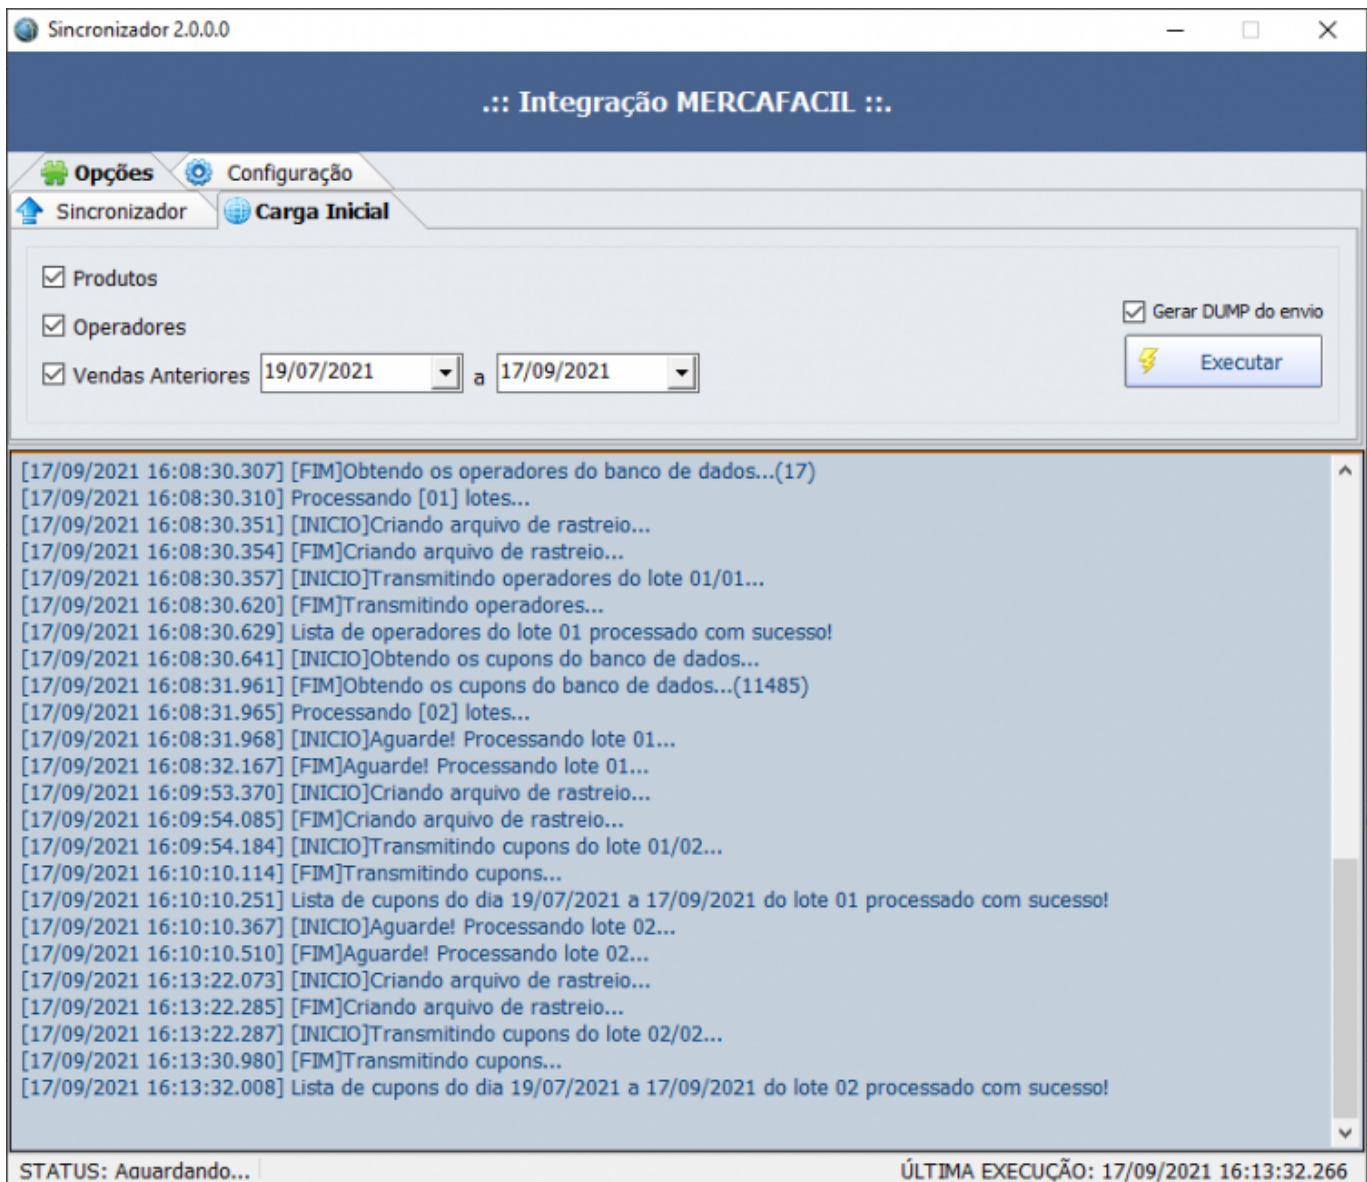 Sincronizador 2.0.0.0
.:: Integração MERCAFACIL ::.
Opções Configuração
Sincronizador Carga Inicial
Produtos
Gerar DUMP do envio
Operadores
Executar
Vendas Anteriores 19/07/2021 a 17/09/2021
[17/09/2021 16:08:30.307] [FIM]Obtendo os operadores do banco de dados...(17)
[17/09/2021 16:08:30.310] Processando [01] lotes...
[17/09/2021 16:08:30.351] [INICIO]Criando arquivo de rastreio...
[17/09/2021 16:08:30.354] [FIM]Criando arquivo de rastreio...
[17/09/2021 16:08:30.357] [INICIO]Transmitindo operadores do lote 01/01...
[17/09/2021 16:08:30.620] [FIM]Transmitindo operadores...
[17/09/2021 16:08:30.629] Lista de operadores do lote 01 processado com sucesso!
[17/09/2021 16:08:30.641] [INICIO]Obtendo os cupons do banco de dados...
[17/09/2021 16:08:31.961] [FIM]Obtendo os cupons do banco de dados...(11485)
[17/09/2021 16:08:31.965] Processando [02] lotes...
[17/09/2021 16:08:31.968] [INICIO]Aguarde! Processando lote 01...
[17/09/2021 16:08:32.167] [FIM]Aguarde! Processando lote 01...
[17/09/2021 16:09:53.370] [INICIO]Criando arquivo de rastreio...
[17/09/2021 16:09:54.085] [FIM]Criando arquivo de rastreio...
[17/09/2021 16:09:54.184] [INICIO]Transmitindo cupons do lote 01/02...
[17/09/2021 16:10:10.114] [FIM]Transmitindo cupons...
[17/09/2021 16:10:10.251] Lista de cupons do dia 19/07/2021 a 17/09/2021 do lote 01 processado com sucesso!
[17/09/2021 16:10:10.367] [INICIO]Aguarde! Processando lote 02...
[17/09/2021 16:10:10.510] [FIM]Aguarde! Processando lote 02...
[17/09/2021 16:13:22.073] [INICIO]Criando arquivo de rastreio...
[17/09/2021 16:13:22.285] [FIM]Criando arquivo de rastreio...
[17/09/2021 16:13:22.287] [INICIO]Transmitindo cupons do lote 02/02...
[17/09/2021 16:13:30.980] [FIM]Transmitindo cupons...
[17/09/2021 16:13:32.008] Lista de cupons do dia 19/07/2021 a 17/09/2021 do lote 02 processado com sucesso!
STATUS: Aguardando... ÚLTIMA EXECUÇÃO: 17/09/2021 16:13:32.266